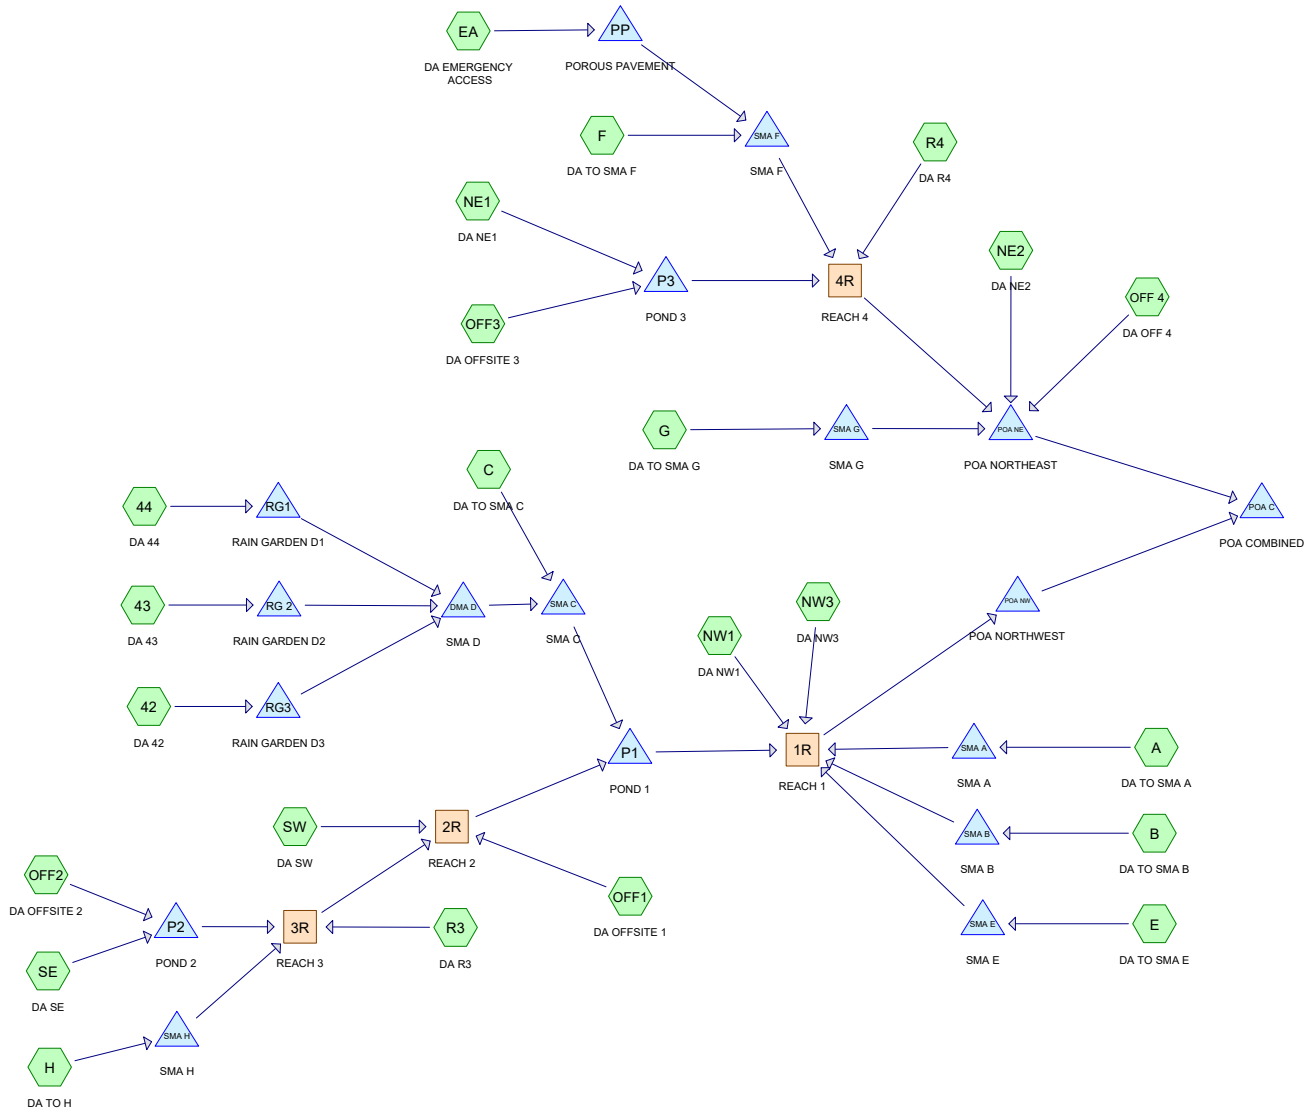 EA
DA EMERGENCY
ACCESS
PP
POROUS PAVEMENT
F
DA TO SMA F
SMA F
SMA F
R4
DA R4
NE1
DA NE1
P3
POND 3
OFF3
DA OFFSITE 3
4R
REACH 4
NE2
DA NE2
OFF 4
DA OFF 4
G
DA TO SMA G
SMA G
SMA G
POA NE
POA NORTHEAST
C
DA TO SMA C
POA C
POA COMBINED
44
DA 44
RG1
RAIN GARDEN D1
43
DA 43
RG 2
RAIN GARDEN D2
DMA D
SMA D
SMA C
SMA C
42
DA 42
RG3
RAIN GARDEN D3
NW1
DA NW1
NW3
DA NW3
POA NW
POA NORTHWEST
P1
POND 1
1R
REACH 1
SMA A
SMA A
A
DA TO SMA A
SW
DA SW
2R
REACH 2
SMA B
SMA B
B
DA TO SMA B
OFF2
DA OFFSITE 2
OFF1
DA OFFSITE 1
P2
POND 2
3R
REACH 3
R3
DA R3
SMA E
SMA E
E
DA TO SMA E
SE
DA SE
SMA H
SMA H
H
DA TO H